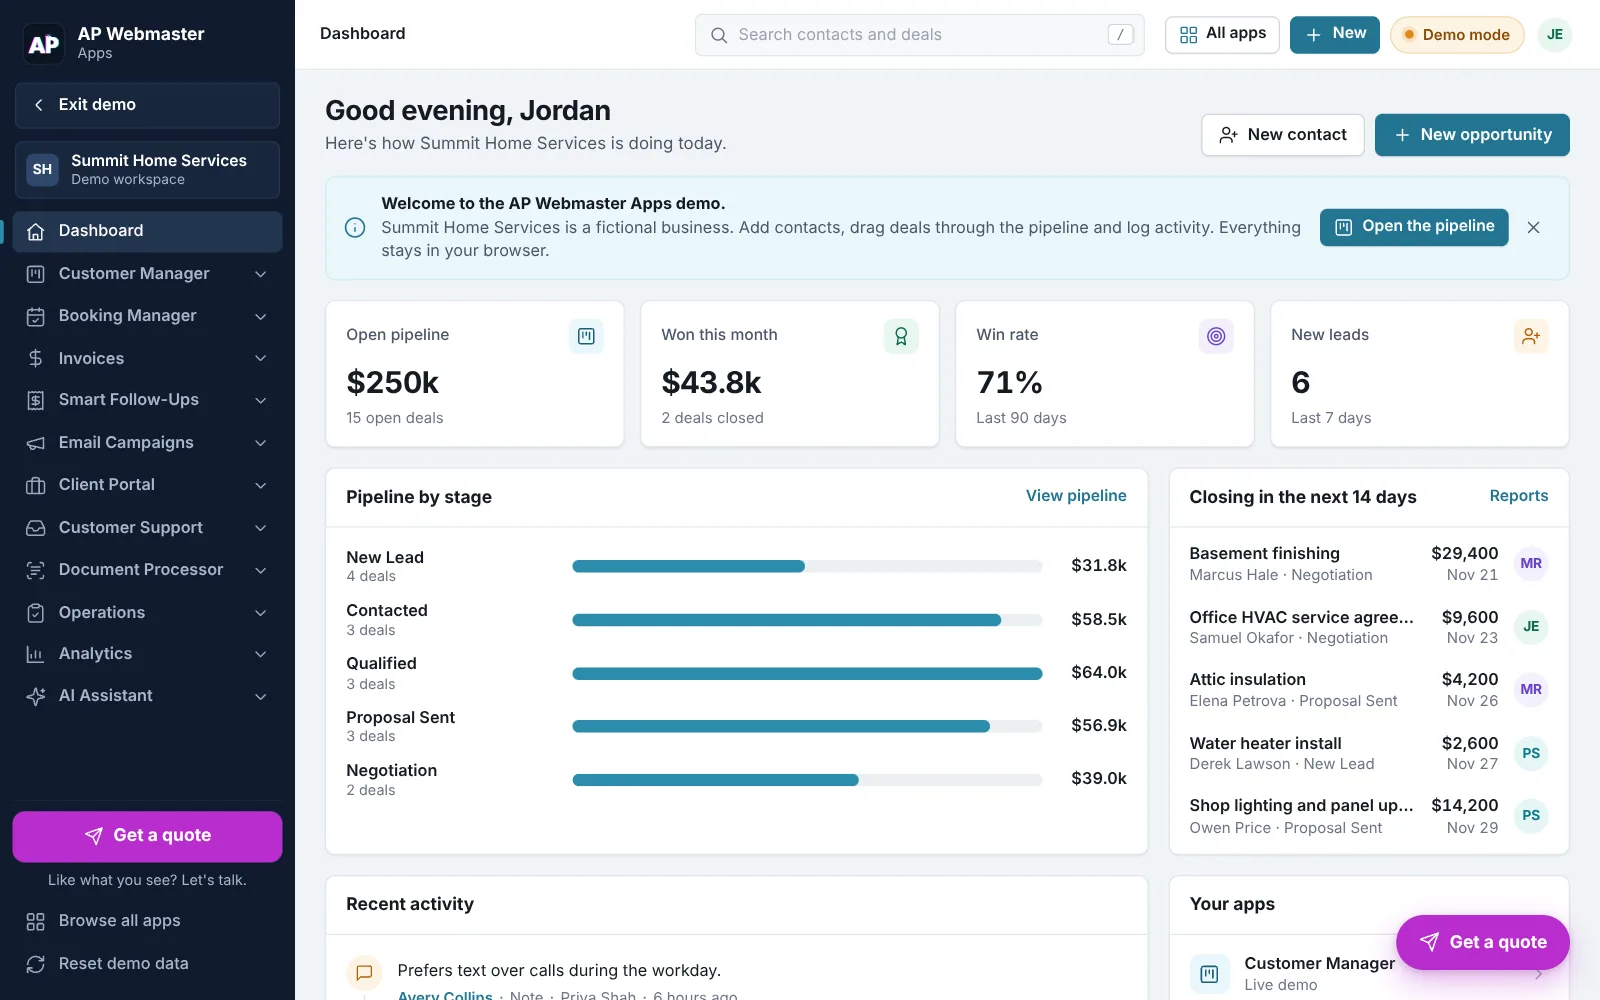 AP
AP Webmaster
Apps
Exit demo
SH
Summit Home Services
Demo workspace
Dashboard
Customer Manager
Booking Manager
Invoices
Smart Follow-Ups
Email Campaigns
Client Portal
Customer Support
Document Processor
Operations
Analytics
AI Assistant
Get a quote
Like what you see? Let's talk.
Browse all apps
Reset demo data
Dashboard
Search contacts and deals
/
All apps
New
Demo mode
JE
Good evening, Jordan
Here's how Summit Home Services is doing today.
New contact
New opportunity
Welcome to the AP Webmaster Apps demo.
Summit Home Services is a fictional business. Add contacts, drag deals through the pipeline and log activity. Everything
stays in your browser.
Open the pipeline
Open pipeline
$250k
15 open deals
Won this month
$43.8k
2 deals closed
Win rate
71%
Last 90 days
New leads
6
Last 7 days
Pipeline by stage
View pipeline
New Lead
4 deals
$31.8k
Contacted
3 deals
$58.5k
Qualified
3 deals
$64.0k
Proposal Sent
3 deals
$56.9k
Negotiation
2 deals
$39.0k
Closing in the next 14 days
Reports
Basement finishing
$29,400
Marcus Hale · Negotiation
Nov 21
MR
Office HVAC service agree...
$9,600
Samuel Okafor · Negotiation
Nov 23
JE
Attic insulation
$4,200
Elena Petrova · Proposal Sent
Nov 26
MR
Water heater install
$2,600
Derek Lawson · New Lead
Nov 27
PS
Shop lighting and panel up...
$14,200
Owen Price · Proposal Sent
Nov 29
PS
Recent activity
Prefers text over calls during the workday.
Avery Collins · Note · Priya Shah · 6 hours ago
Your apps
Customer Manager
Live demo
Get a quote